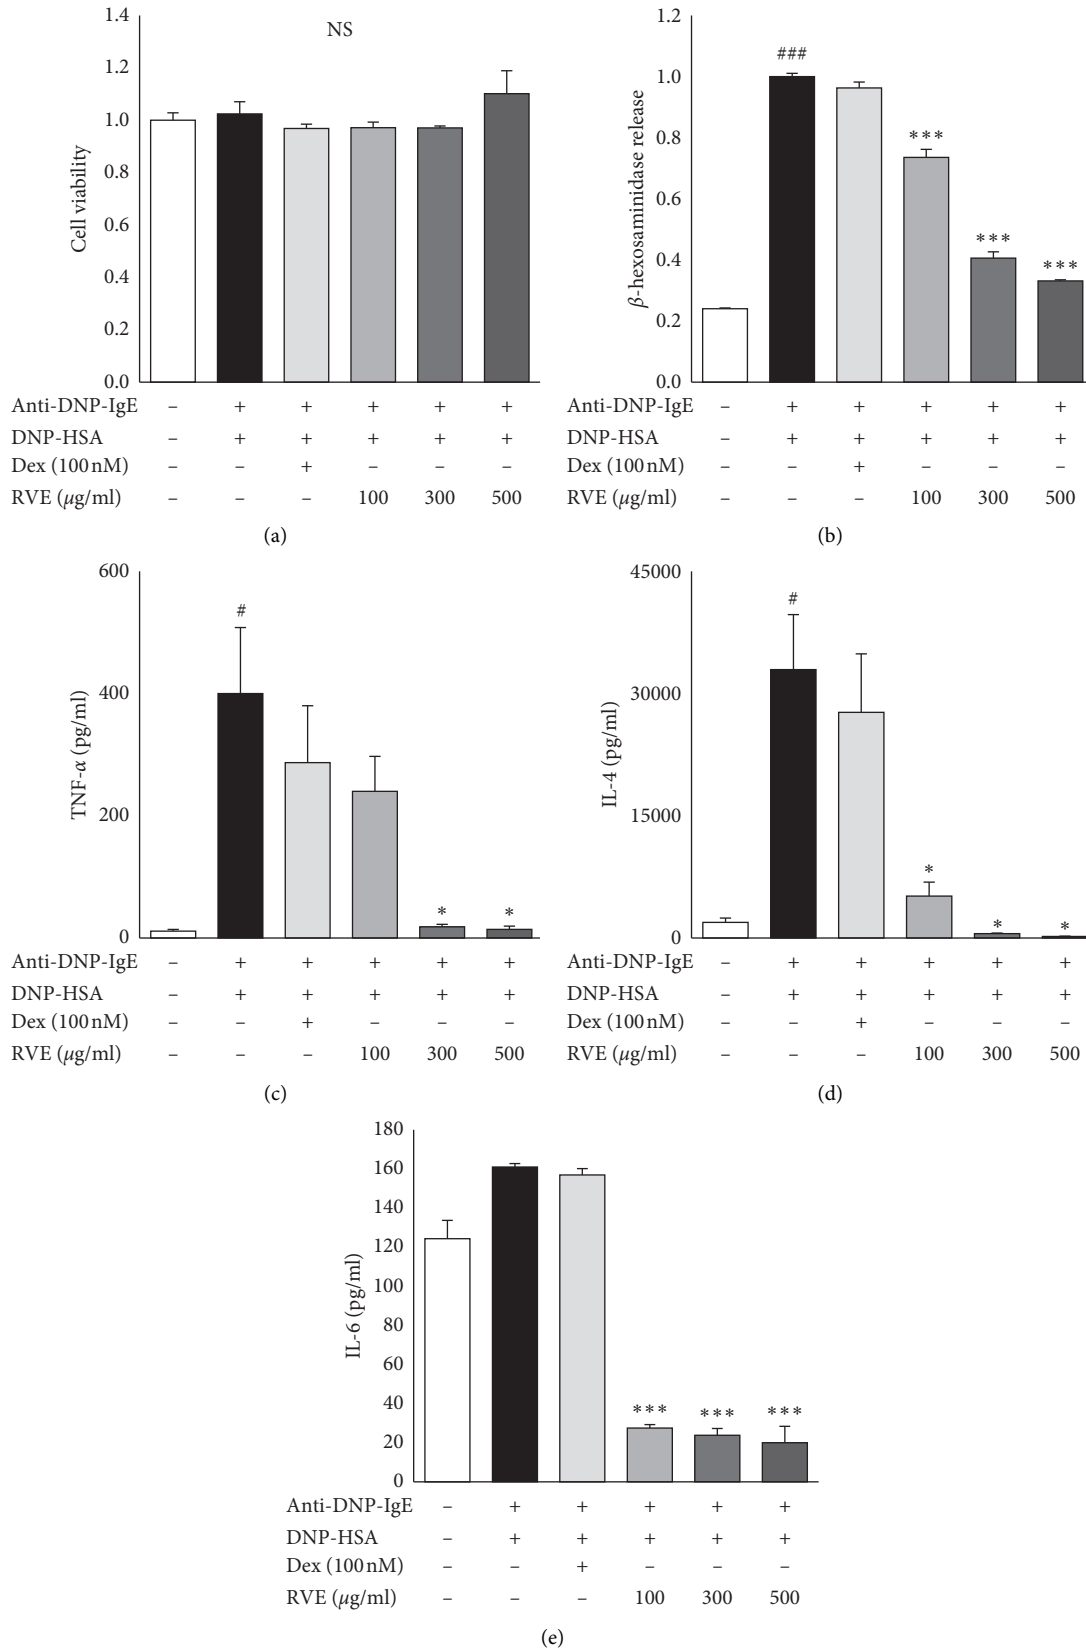 1.4
1.2
1.0
0.8
0.6
0.4
0.2
0.0
Cell viability
NS
Anti-DNP-IgE – + + + + +
DNP-HSA – + + + + +
Dex (100 nM) – – + – – –
RVE (μg/ml) – – – 100 300 500
(a)
1.2
1.0
0.8
0.6
0.4
0.2
0.0
β-hexosaminidase release
###
***
***
***
Anti-DNP-IgE – + + + + +
DNP-HSA – + + + + +
Dex (100 nM) – – + – – –
RVE (μg/ml) – – – 100 300 500
(b)
600
400
200
0
TNF-α (pg/ml)
#
*
*
Anti-DNP-IgE – + + + + +
DNP-HSA – + + + + +
Dex (100 nM) – – + – – –
RVE (μg/ml) – – – 100 300 500
(c)
45000
30000
15000
0
IL-4 (pg/ml)
#
*
*
*
Anti-DNP-IgE – + + + + +
DNP-HSA – + + + + +
Dex (100 nM) – – + – – –
RVE (μg/ml) – – – 100 300 500
(d)
180
160
140
120
100
80
60
40
20
0
IL-6 (pg/ml)
***
***
***
Anti-DNP-IgE – + + + + +
DNP-HSA – + + + + +
Dex (100 nM) – – + – – –
RVE (μg/ml) – – – 100 300 500
(e)